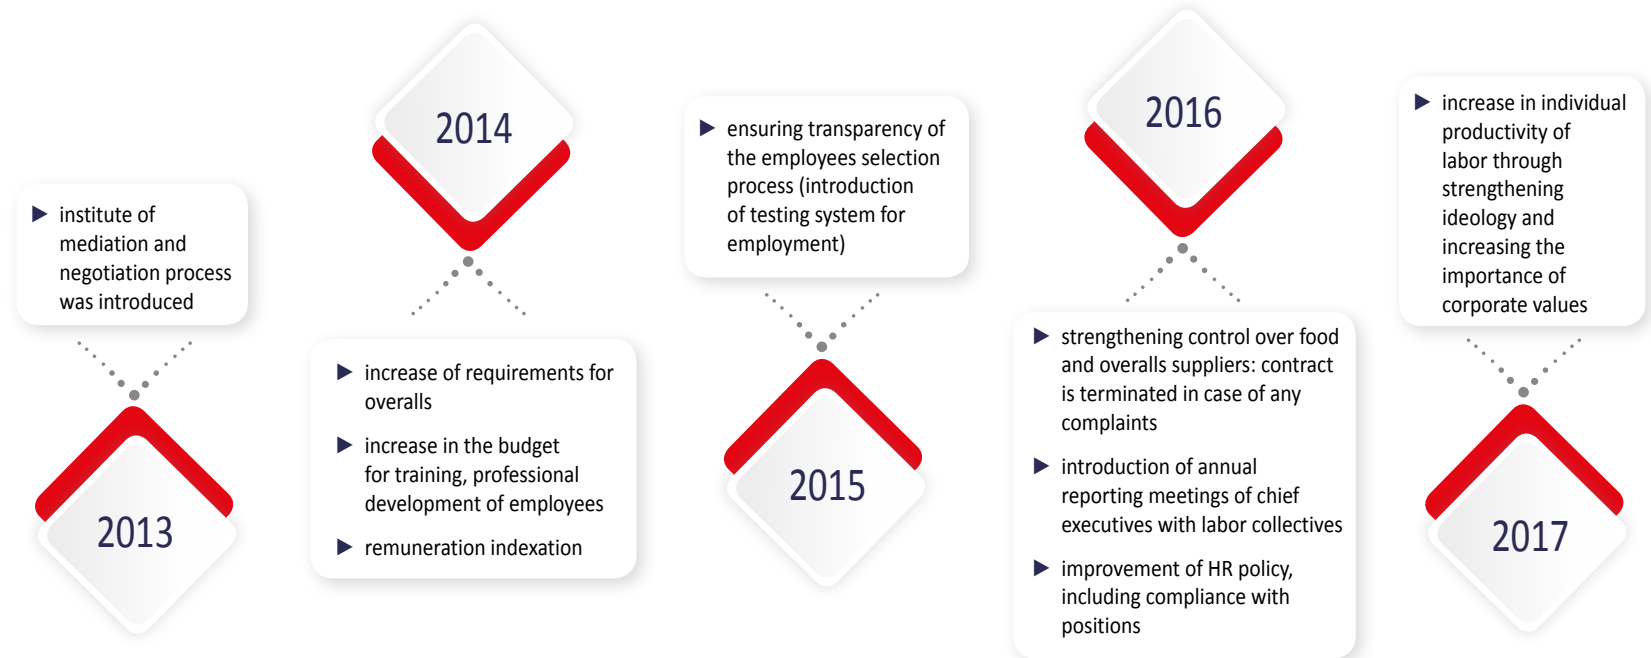 2013
▶ institute of
mediation and
negotiation process
was introduced
2014
▶ increase of requirements for
overalls
▶ increase in the budget
for training, professional
development of employees
▶ remuneration indexation
2015
▶ ensuring transparency of
the employees selection
process (introduction
of testing system for
employment)
2016
▶ strengthening control over food
and overalls suppliers: contract
is terminated in case of any
complaints
▶ introduction of annual
reporting meetings of chief
executives with labor collectives
▶ improvement of HR policy,
including compliance with
positions
2017
▶ increase in individual
productivity of
labor through
strengthening
ideology and
increasing the
importance of
corporate values